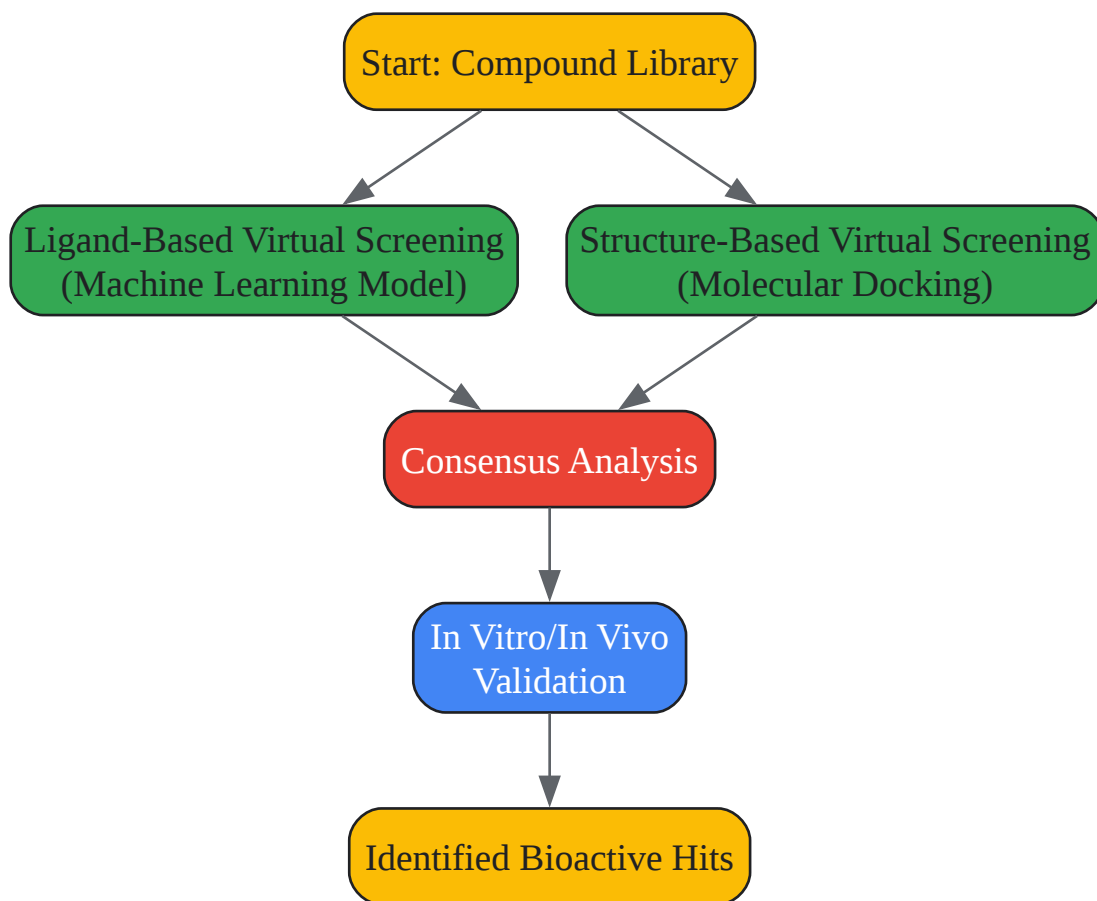 Start: Compound Library
Ligand-Based Virtual Screening
(Machine Learning Model)
Structure-Based Virtual Screening
(Molecular Docking)
Consensus Analysis
In Vitro/In Vivo
Validation
Identified Bioactive Hits